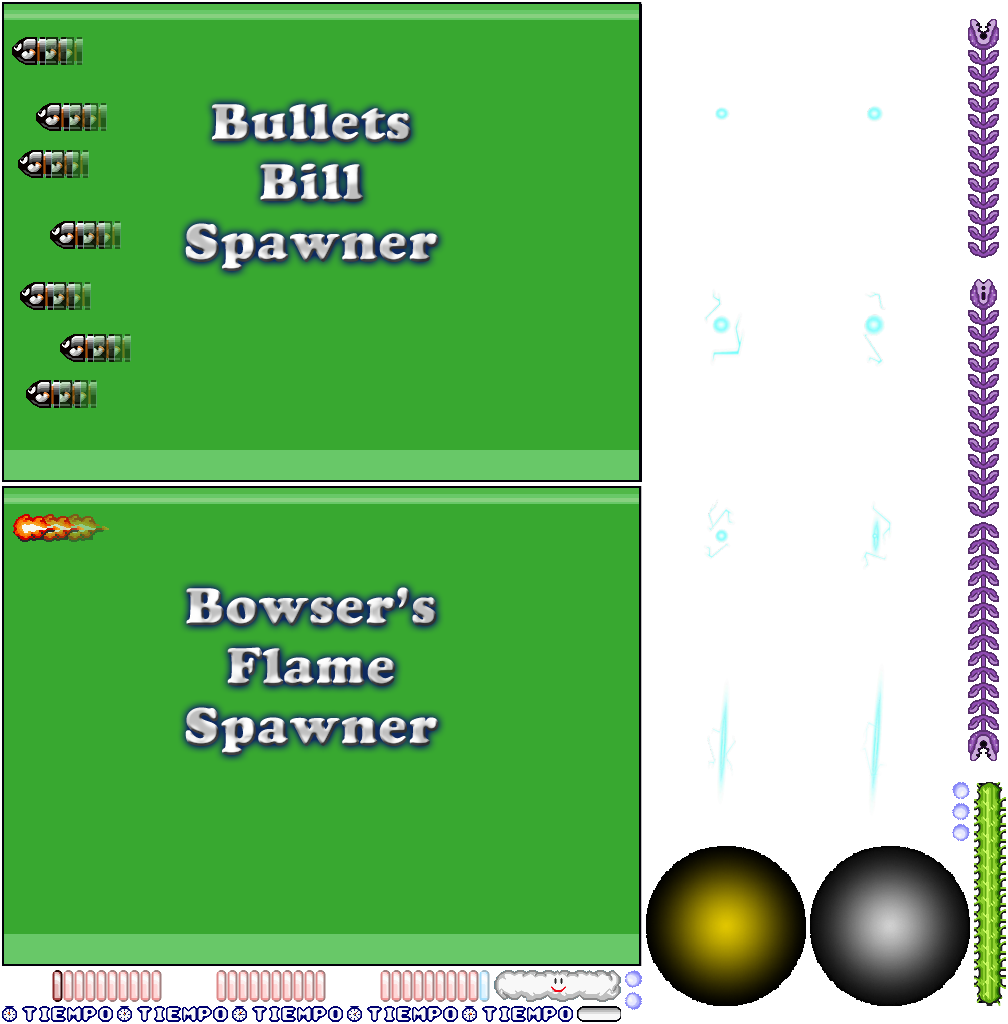 Bullets
Bill
Spawner
Bowser's
Flame
Spawner
TIEMPO TIEMPO TIEMPO TIEMPO TIEMPO